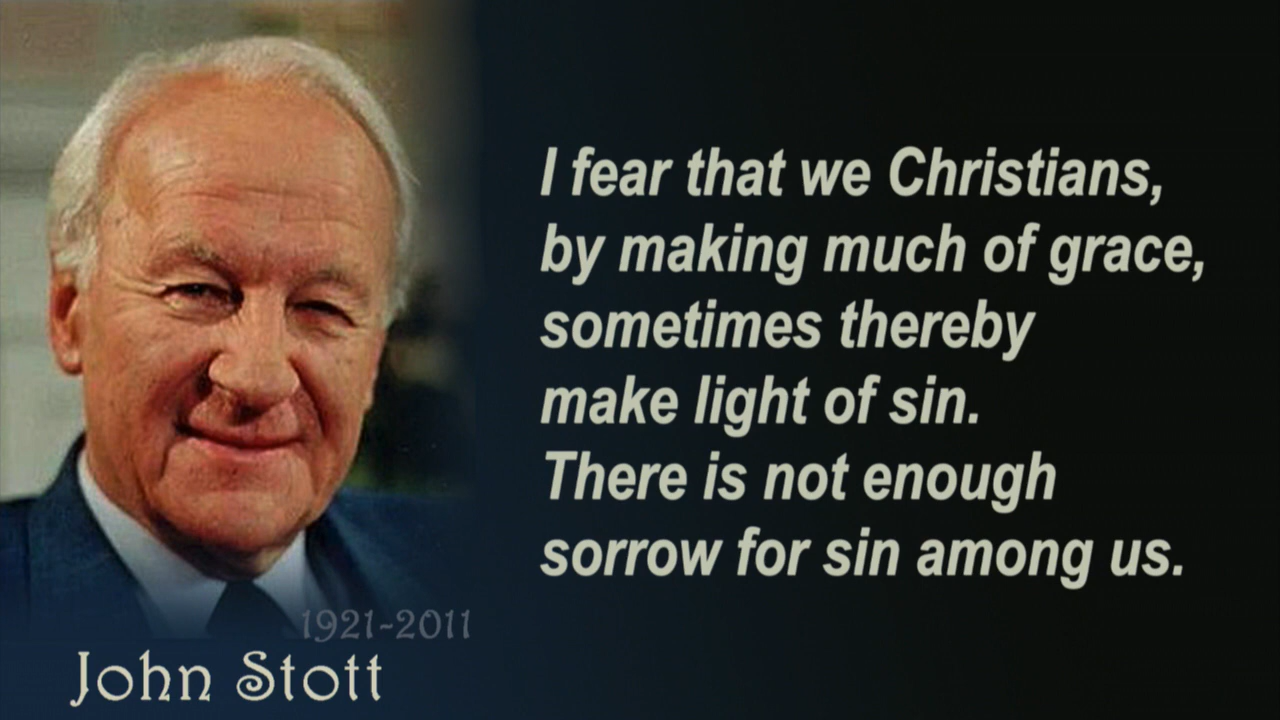 I fear that we Christians,
by making much of grace,
sometimes thereby
make light of sin.
There is not enough
sorrow for sin among us.
1921-2011
John Stott